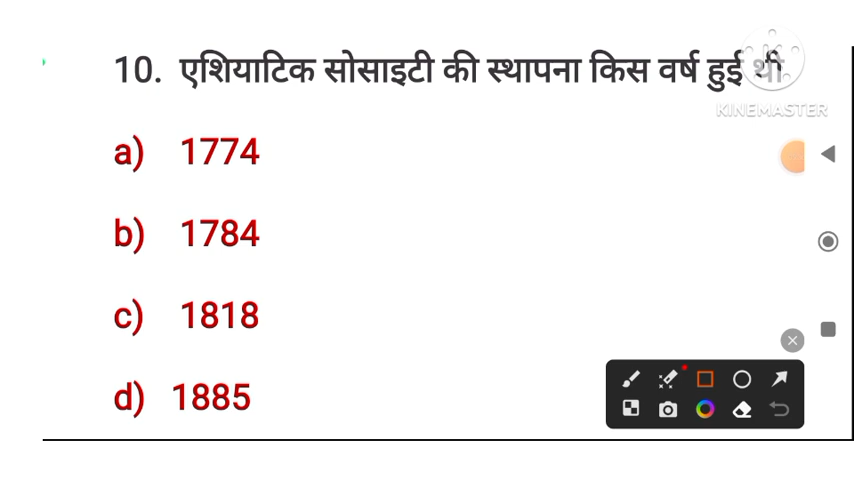 10. एशियाटिक सोसाइटी की स्थापना किस वर्ष हुई थी
KINEMASTER
a) 1774
b) 1784
c) 1818
d) 1885